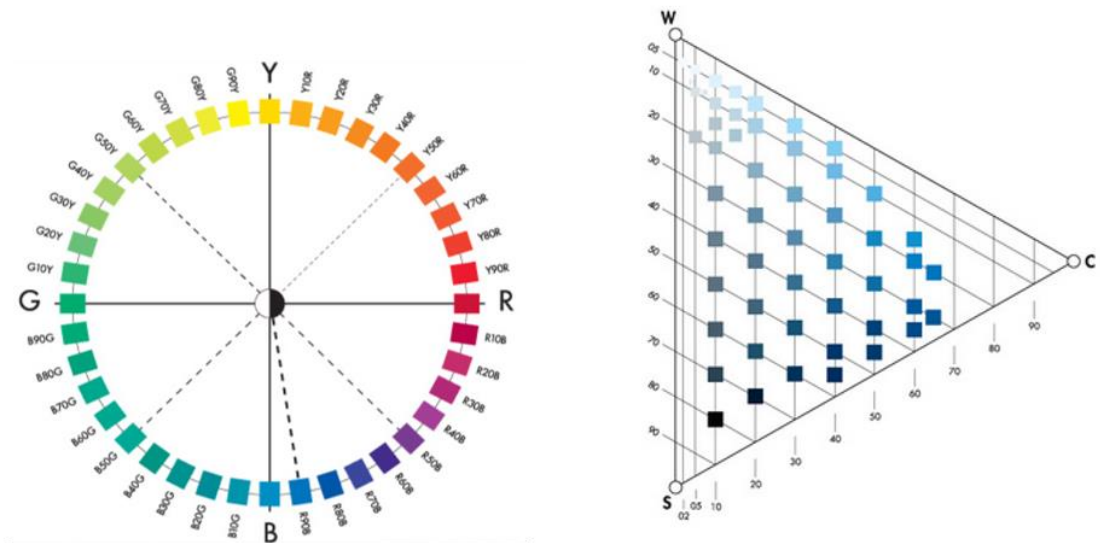 Y
G90Y
Y10R
G80Y
Y20R
G70Y
Y30R
G60Y
Y40R
G50Y
Y50R
G40Y
Y60R
G30Y
Y70R
G20Y
Y80R
G10Y
Y90R
G
R
B90G
R10B
B80G
R20B
B70G
R30B
B60G
R40B
B50G
R50B
B40G
R60B
B30G
R70B
B20G
R80B
B10G
R90B
B
W
05
10
20
30
40
50
60
70
80
90
C
90
80
70
60
50
40
30
20
S
02
05
10